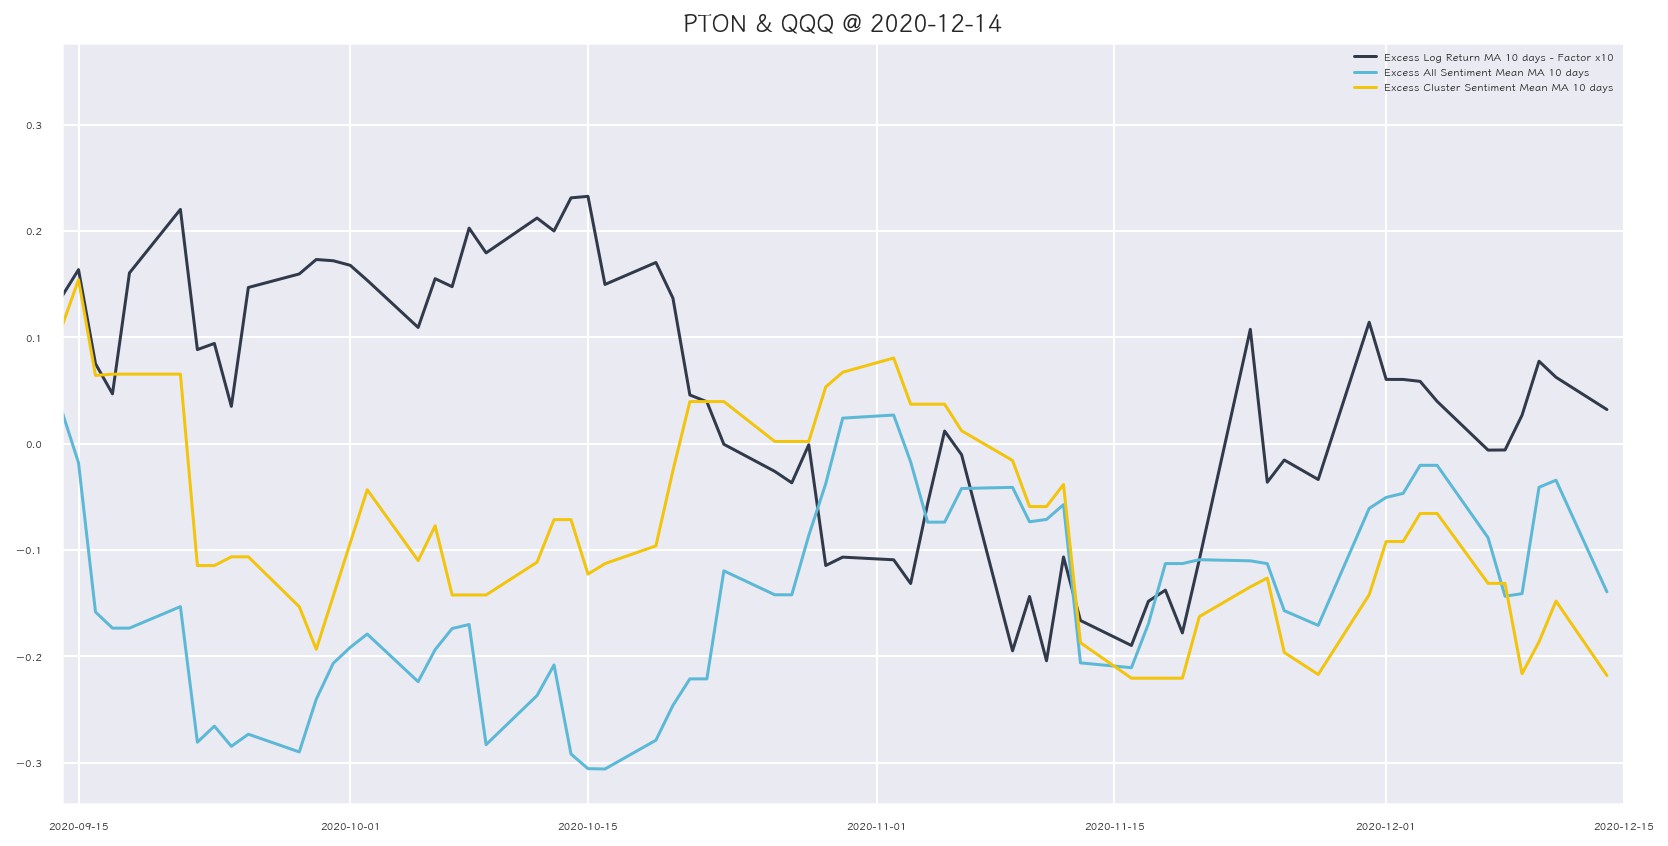 PTON & QQQ @ 2020-12-14
Excess Log Return MA 10 days - Factor x10
Excess All Sentiment Mean MA 10 days
Excess Cluster Sentiment Mean MA 10 days
0.3
0.2
0.1
0.0
−0.1
−0.2
−0.3
2020-09-15 2020-10-01 2020-10-15 2020-11-01 2020-11-15 2020-12-01 2020-12-15